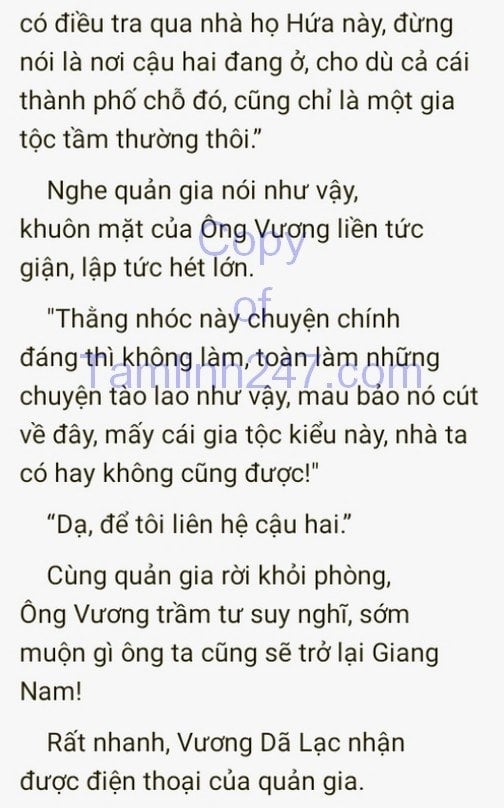 có điều tra qua nhà họ Hứa này, đừng
nói là nơi cậu hai đang ở, cho dù cả cái
thành phố chỗ đó, cũng chỉ là một gia
tộc tầm thường thôi.”
Nghe quản gia nói như vậy,
khuôn mặt của Ông Vương liền tức
giận, lập tức hét lớn.
"Thằng nhóc này chuyện chính
đáng thì không làm, toàn làm những
chuyện tào lao như vậy, mau bảo nó cút
về đây, mấy cái gia tộc kiểu này, nhà ta
có hay không cũng được!"
“Dạ, để tôi liên hệ cậu hai.”
Cùng quản gia rời khỏi phòng,
Ông Vương trầm tư suy nghĩ, sớm
muộn gì ông ta cũng sẽ trở lại Giang
Nam!
Rất nhanh, Vương Dã Lạc nhận
được điện thoại của quản gia.
Copy
of
Tamlinh247.com